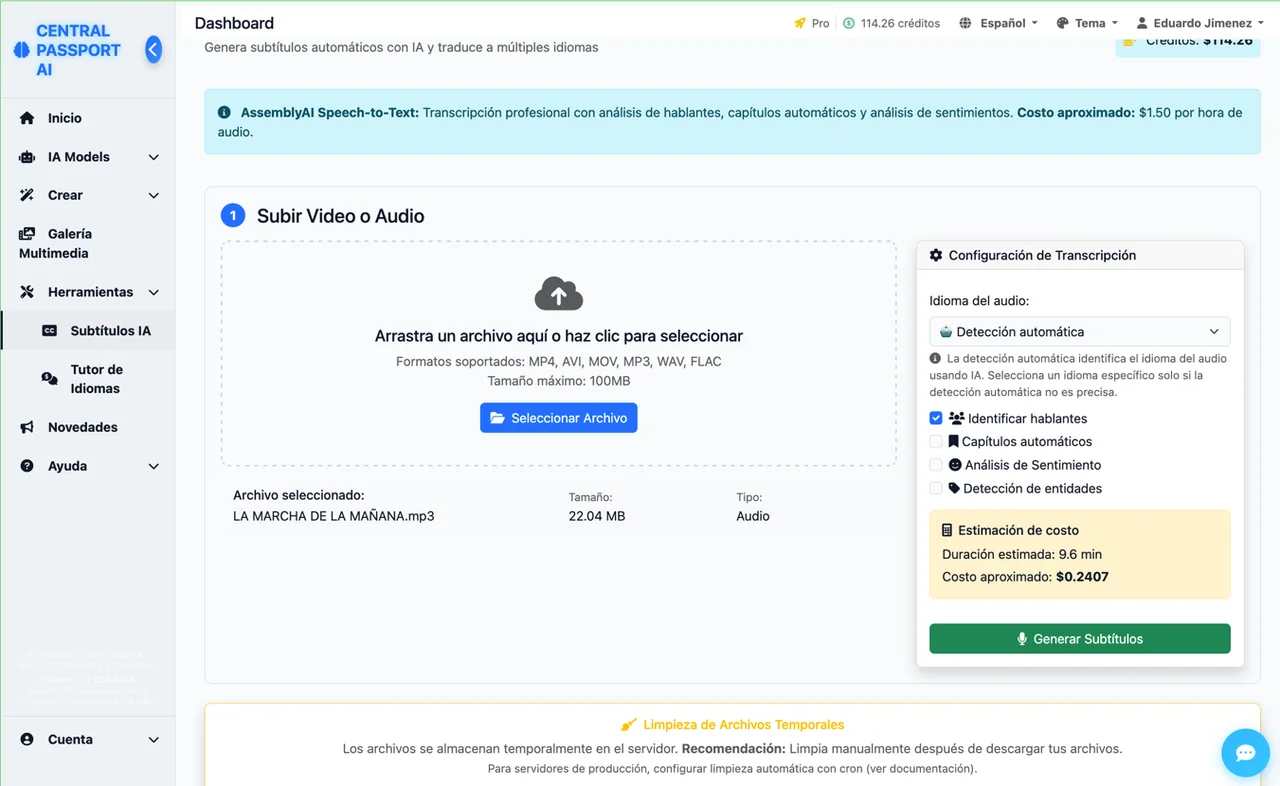 CENTRAL
PASSPORT
AI
Dashboard
Pro
114.26 créditos
Español
Tema
Eduardo Jimenez
Genera subtítulos automáticos con IA y traduce a múltiples idiomas
Créditos: $114.26
Inicio
IA Models
Crear
Galería
Multimedia
Herramientas
CC Subtítulos IA
Tutor de
Idiomas
Novedades
Ayuda
Cuenta
AssemblyAI Speech-to-Text: Transcripción profesional con análisis de hablantes, capítulos automáticos y análisis de sentimientos. Costo aproximado: $1.50 por hora de
audio.
1 Subir Video o Audio
Arrastra un archivo aquí o haz clic para seleccionar
Formatos soportados: MP4, AVI, MOV, MP3, WAV, FLAC
Tamaño máximo: 100MB
Seleccionar Archivo
Archivo seleccionado:
LA MARCHA DE LA MAÑANA.mp3
Tamaño:
22.04 MB
Tipo:
Audio
Configuración de Transcripción
Idioma del audio:
Detección automática
La detección automática identifica el idioma del audio
usando IA. Selecciona un idioma específico solo si la
detección automática no es precisa.
Identificar hablantes
Capítulos automáticos
Análisis de Sentimiento
Detección de entidades
Estimación de costo
Duración estimada: 9.6 min
Costo aproximado: $0.2407
Generar Subtítulos
Limpieza de Archivos Temporales
Los archivos se almacenan temporalmente en el servidor. Recomendación: Limpia manualmente después de descargar tus archivos.
Para servidores de producción, configurar limpieza automática con cron (ver documentación).